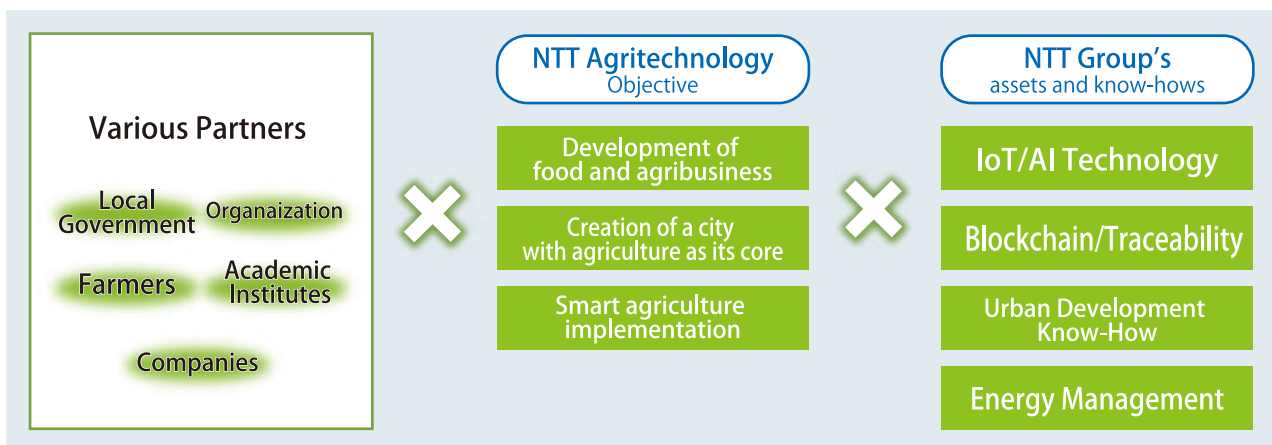 Various Partners
Local
Government
Organaization
Farmers
Academic
Institutes
Companies
NTT Agritechnology
Objective
Development of
food and agribusiness
Creation of a city
with agriculture as its core
Smart agriculture
implementation
NTT Group's
assets and know-hows
IoT/AI Technology
Blockchain/Traceability
Urban Development
Know-How
Energy Management